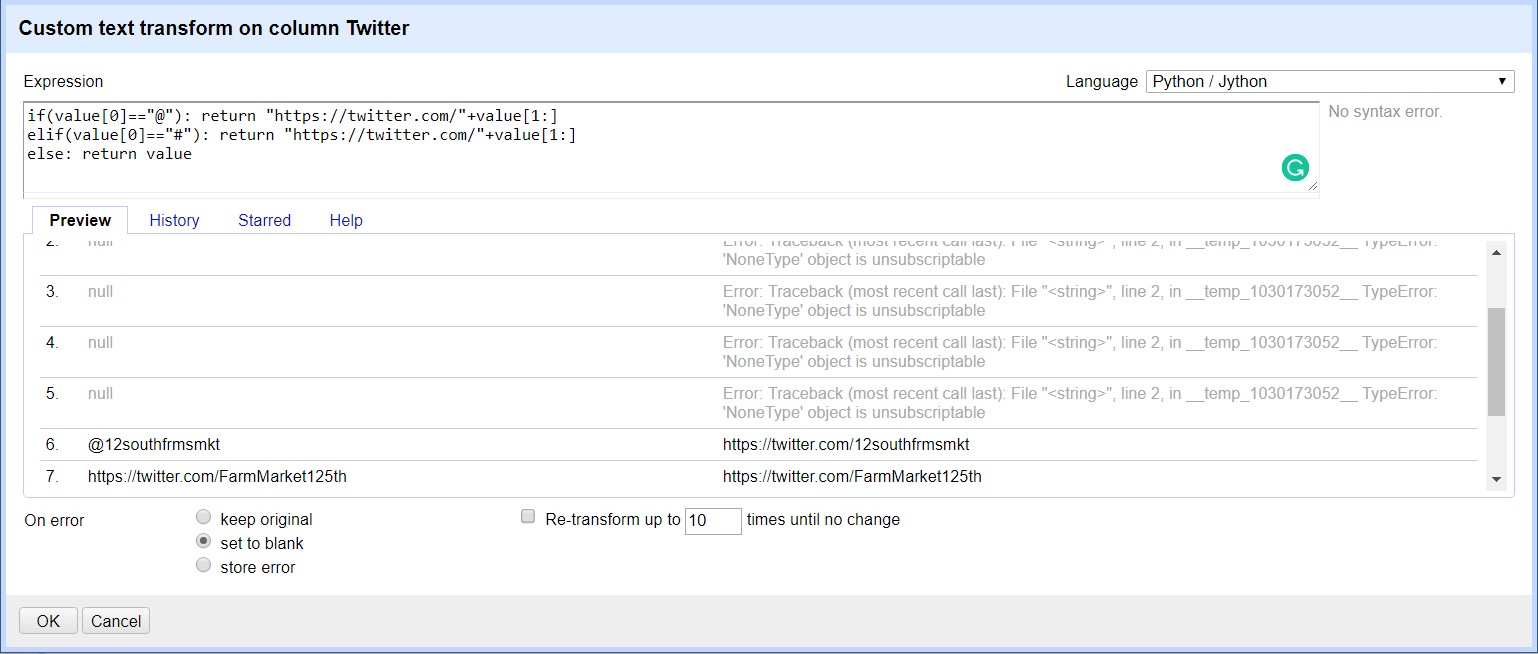 Custom text transform on column Twitter
Expression
Language Python / Jython
if(value[0]=="@"): return "https://twitter.com/"+value[1:]
elif(value[0]=="#"): return "https://twitter.com/"+value[1:]
else: return value
No syntax error.
Preview History Starred Help
2. null Error: Traceback (most recent call last): File "<string>", line 2, in __temp_1030173052__ TypeError:
'NoneType' object is unsubscriptable
3. null Error: Traceback (most recent call last): File "<string>", line 2, in __temp_1030173052__ TypeError:
'NoneType' object is unsubscriptable
4. null Error: Traceback (most recent call last): File "<string>", line 2, in __temp_1030173052__ TypeError:
'NoneType' object is unsubscriptable
5. null Error: Traceback (most recent call last): File "<string>", line 2, in __temp_1030173052__ TypeError:
'NoneType' object is unsubscriptable
6. @12southfrmsmkt https://twitter.com/12southfrmsmkt
7. https://twitter.com/FarmMarket125th https://twitter.com/FarmMarket125th
On error
keep original
set to blank
store error
Re-transform up to 10 times until no change
OK Cancel